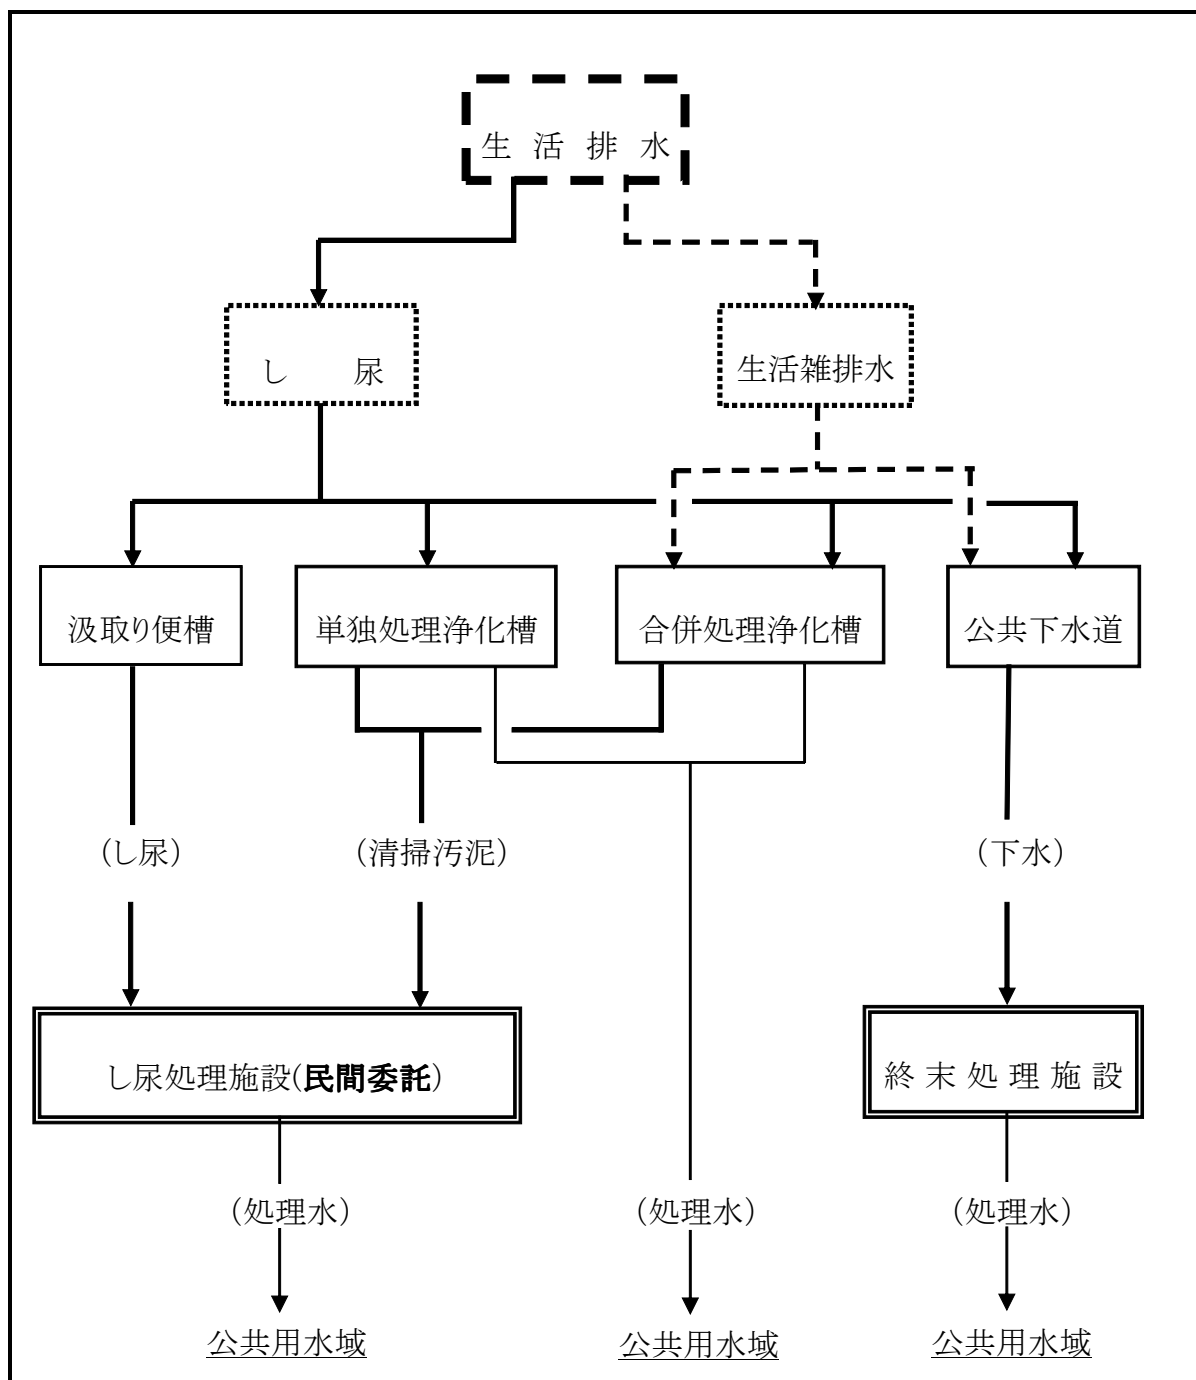 生活排水
し尿
生活雑排水
汲取り便槽
単独処理浄化槽
合併処理浄化槽
公共下水道
(し尿)
(清掃汚泥)
(下水)
し尿処理施設(民間委託)
終末処理施設
(処理水)
(処理水)
(処理水)
公共用水域
公共用水域
公共用水域